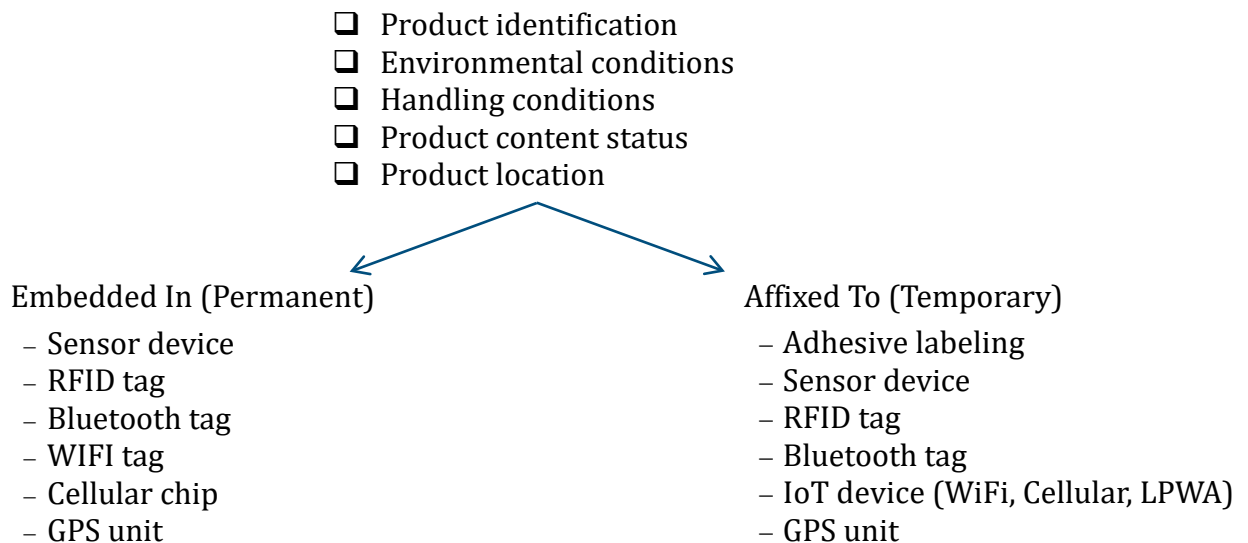 ❑ Product identification
❑ Environmental conditions
❑ Handling conditions
❑ Product content status
❑ Product location
Embedded In (Permanent)
– Sensor device
– RFID tag
– Bluetooth tag
– WIFI tag
– Cellular chip
– GPS unit
Affixed To (Temporary)
– Adhesive labeling
– Sensor device
– RFID tag
– Bluetooth tag
– IoT device (WiFi, Cellular, LPWA)
– GPS unit